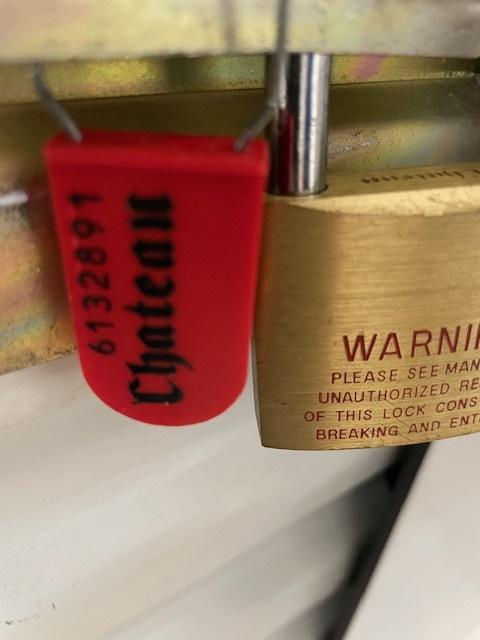 6132891
Chateau
WARNI
PLEASE SEE MAN
UNAUTHORIZED RE
OF THIS LOCK CONS
BREAKING AND ENT